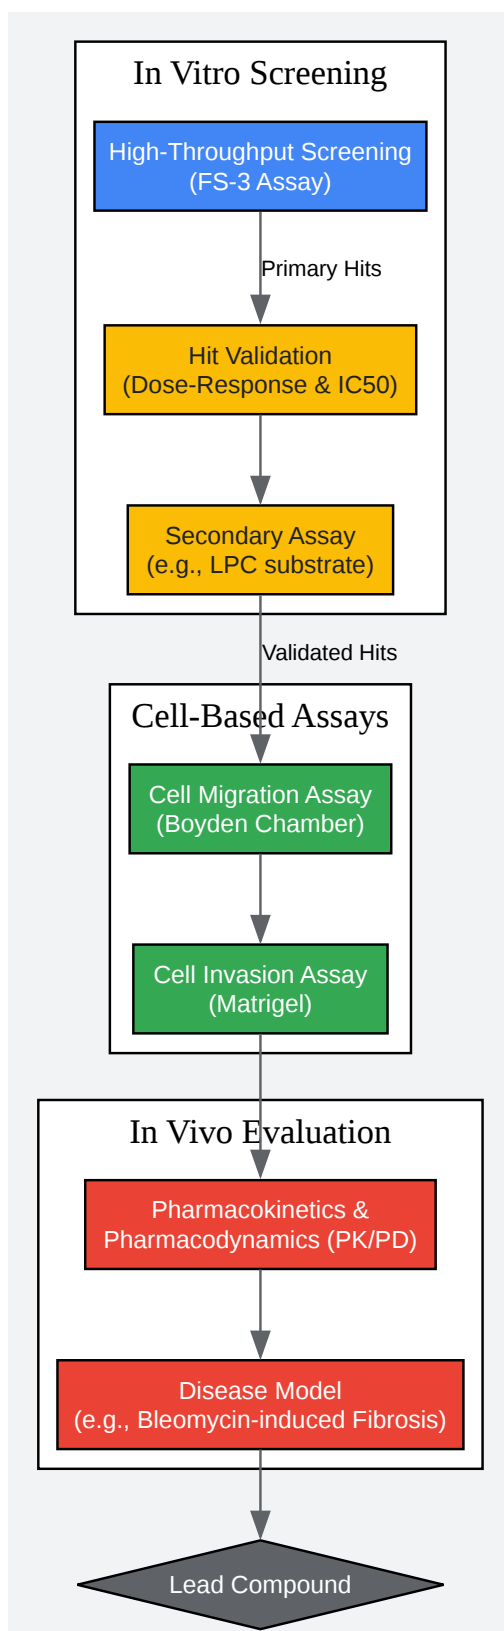 In Vitro Screening
High-Throughput Screening
(FS-3 Assay)
Primary Hits
Hit Validation
(Dose-Response & IC50)
Secondary Assay
(e.g., LPC substrate)
Validated Hits
Cell-Based Assays
Cell Migration Assay
(Boyden Chamber)
Cell Invasion Assay
(Matrigel)
In Vivo Evaluation
Pharmacokinetics &
Pharmacodynamics (PK/PD)
Disease Model
(e.g., Bleomycin-induced Fibrosis)
Lead Compound